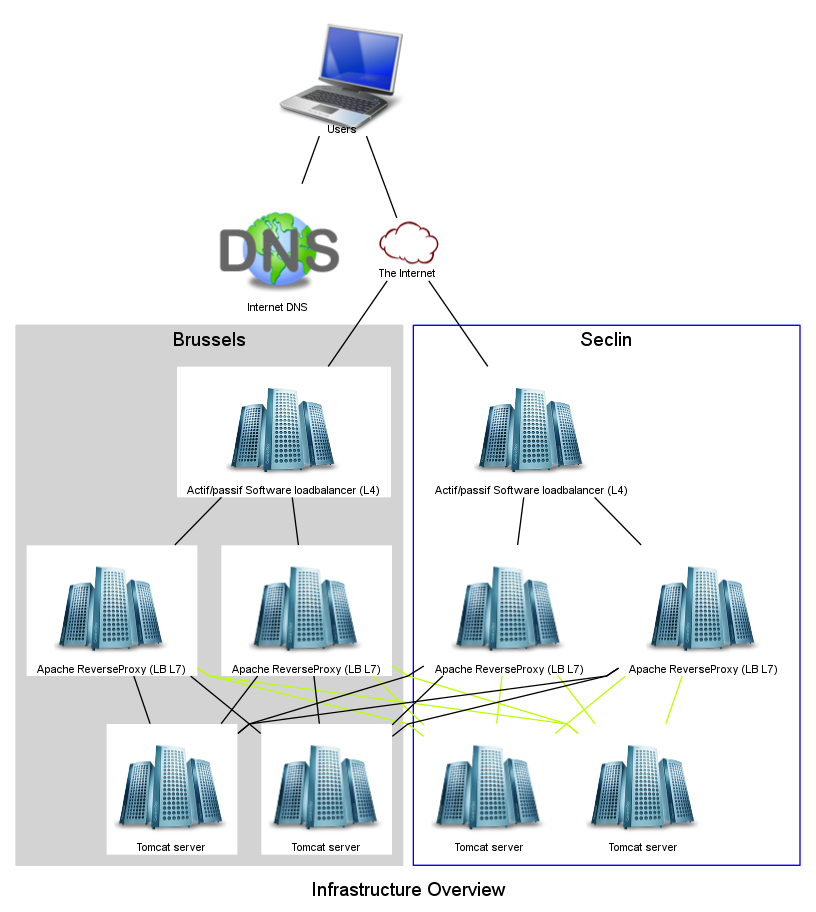 Users
DNS
Internet DNS
The Internet
Brussels
Seclin
Actif/passif Software loadbalancer (L4)
Actif/passif Software loadbalancer (L4)
Apache ReverseProxy (LB L7)
Apache ReverseProxy (LB L7)
Apache ReverseProxy (LB L7)
Apache ReverseProxy (LB L7)
Tomcat server
Tomcat server
Tomcat server
Tomcat server
Infrastructure Overview